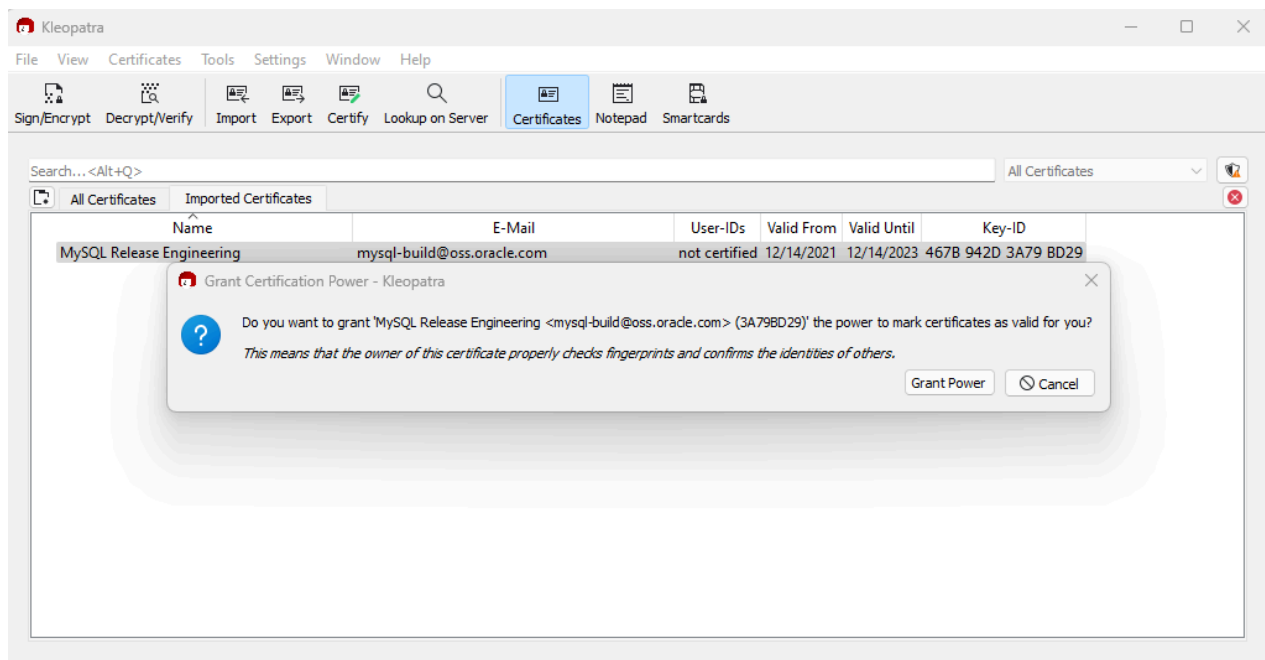 Kleopatra
File View Certificates Tools Settings Window Help
Sign/Encrypt Decrypt/Verify Import Export Certify Lookup on Server Certificates Notepad Smartcards
Search...<Alt+Q> All Certificates
All Certificates Imported Certificates
Name E-Mail User-IDs Valid From Valid Until Key-ID
MySQL Release Engineering mysql-build@oss.oracle.com not certified 12/14/2021 12/14/2023 467B 942D 3A79 BD29
Grant Certification Power - Kleopatra
Do you want to grant 'MySQL Release Engineering <mysql-build@oss.oracle.com> (3A79BD29)' the power to mark certificates as valid for you?
This means that the owner of this certificate properly checks fingerprints and confirms the identities of others.
Grant Power Cancel